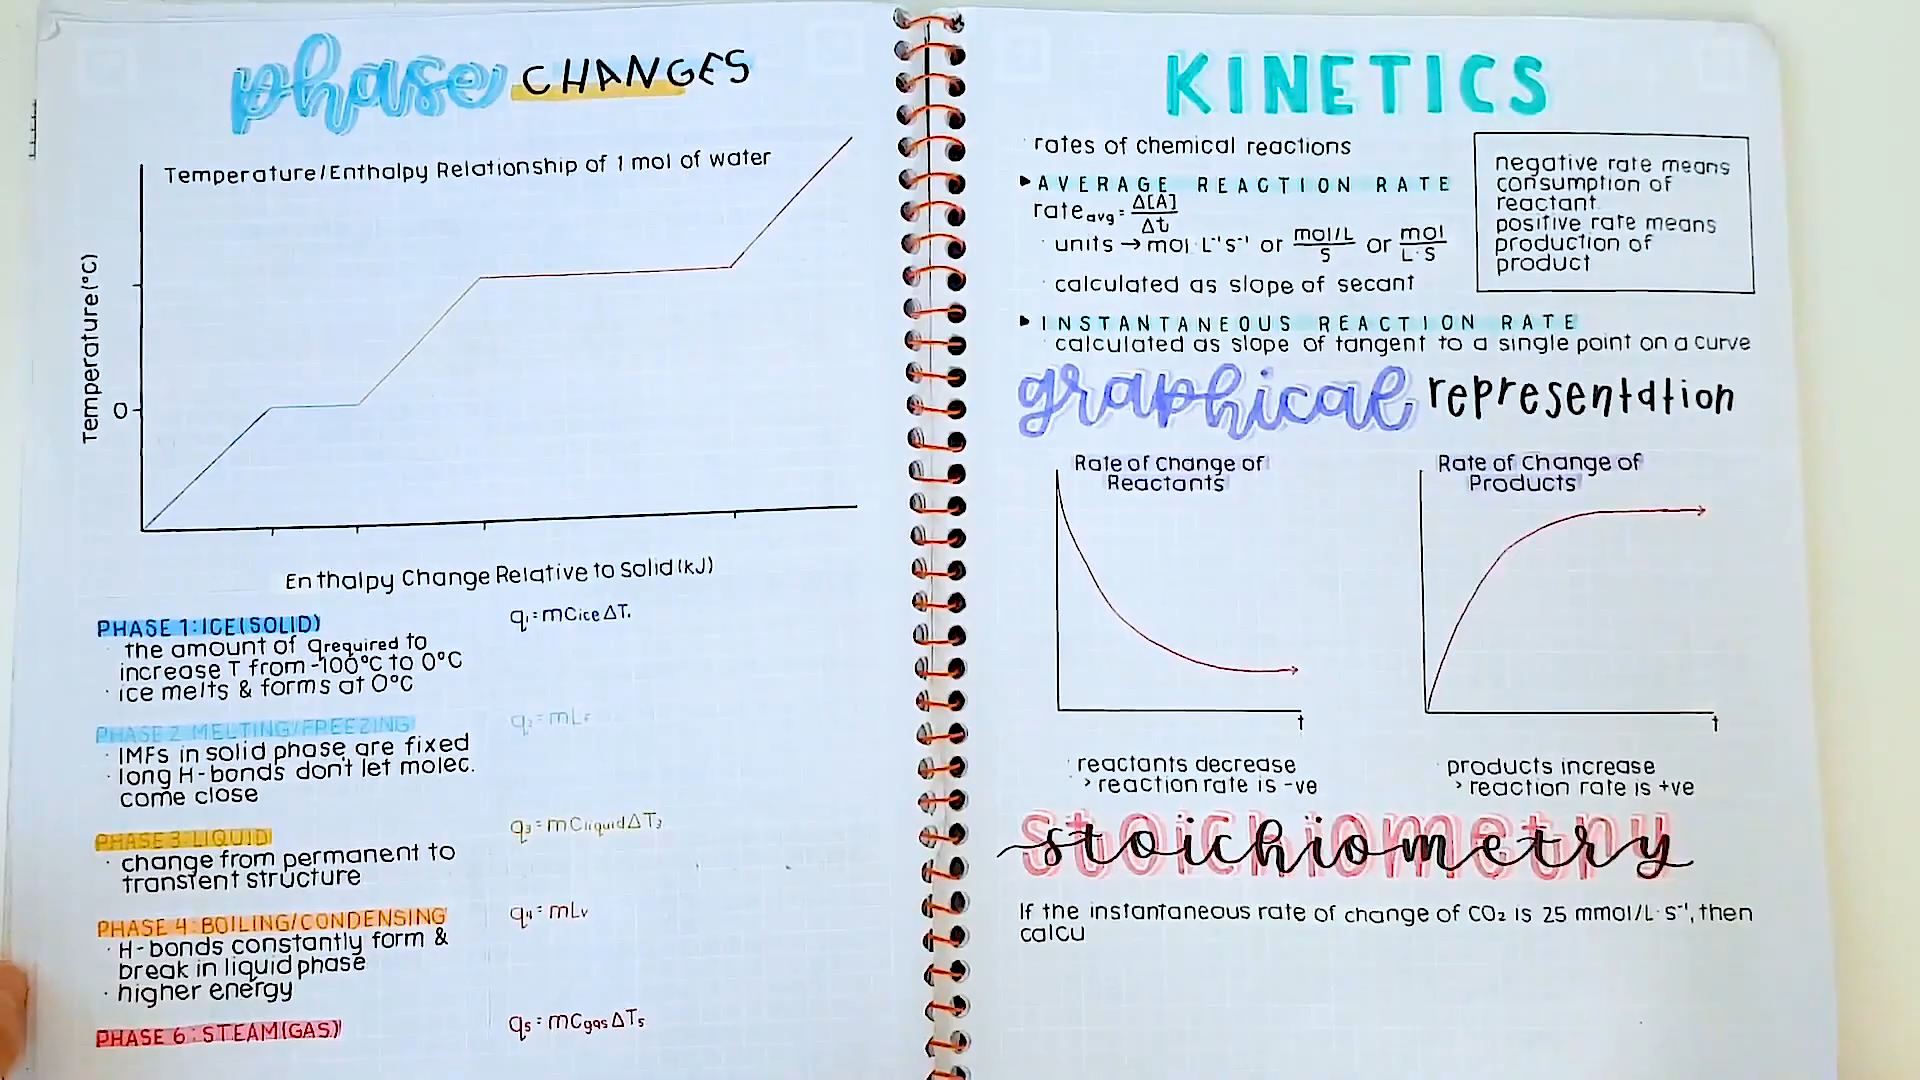 phase CHANGES
Temperature/Enthalpy Relationship of 1 mol of water
Temperature(°C)
0
Enthalpy Change Relative to Solid(kJ)
PHASE 1:ICE(SOLID)
q₁=mCiceΔT₁
· the amount of qrequired to
increase T from -100°C to 0°C
· ice melts & forms at 0°C
PHASE 2 MELTING/FREEZING
q₂=mLf
· IMFs in solid phase are fixed
· long H-bonds don't let molec.
come close
PHASE 3:LIQUID
q₃=mCliquidΔT₃
· change from permanent to
transient structure
PHASE 4:BOILING/CONDENSING
q₄=mLv
· H-bonds constantly form &
break in liquid phase
· higher energy
PHASE 6:STEAM(GAS)
q₅=mCgasΔT₅
KINETICS
· rates of chemical reactions
▸AVERAGE REACTION RATE
rateavg=Δ[A]/Δt
· units→mol L⁻¹s⁻¹ or mol/L/S or mol/L·S
· calculated as slope of secant
negative rate means
consumption of
reactant
positive rate means
production of
product
▸INSTANTANEOUS REACTION RATE
· calculated as slope of tangent to a single point on a curve
graphical representation
Rate of Change of
Reactants
t
· reactants decrease
> reaction rate is -ve
Rate of Change of
Products
t
· products increase
> reaction rate is +ve
stoichiometry
If the instantaneous rate of change of CO₂ is 25 mmol/L·s⁻¹, then
calcu